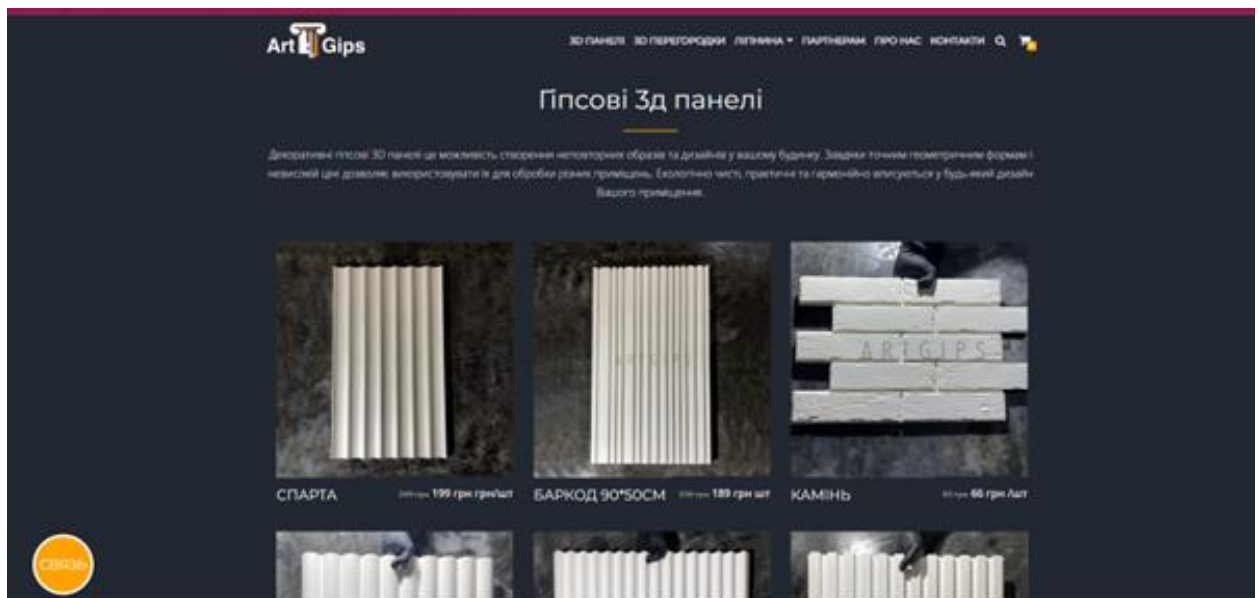 Art Gips
3D ПАНЕЛІ 3D ПЕРЕГОРОДКИ ЛІПНИНА ПАРТНЕРАМ ПРО НАС КОНТАКТИ
Гіпсові 3д панелі
Декоративні гіпсові 3D панелі це можливість створення неповторних образів та дизайнів у вашому будинку. Завдяки точним геометричним формам і
невисокій ціні дозволяє використовувати їх для обробки різних приміщень. Екологічно чисті, практичні та гармонійно вписуються у будь-який дизайн
Вашого приміщення.
ARTGIPS
ARTGIPS
СПАРТА 199 грн грн/шт
БАРКОД 90*50СМ 189 грн шт
КАМІНЬ 66 грн /шт
СВЯЗЬ